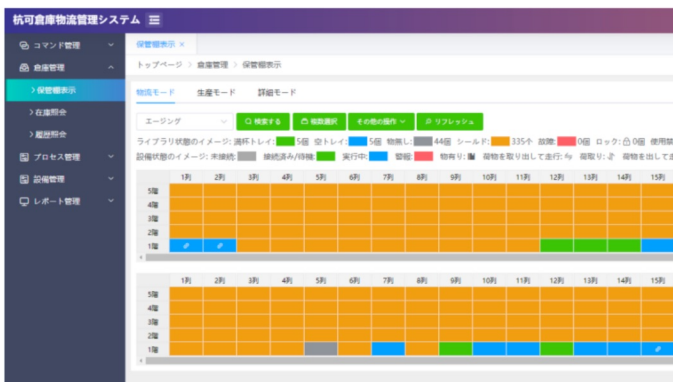 杭可倉庫物流管理システム
コマンド管理
倉庫管理
保管棚表示
在庫照会
履歴照会
プロセス管理
設備管理
レポート管理
保管棚表示 ×
トップページ > 倉庫管理 > 保管棚表示
物流モード 生産モード 詳細モード
エージング 検索する 複数選択 その他の操作 リフレッシュ
ライブラリ状態のイメージ: 満杯トレイ: 5個 空トレイ: 5個 物無し: 44個 シールド: 335个 故障: 0個 ロック: 0個 使用禁
設備状態のイメージ: 未接続: 接続済み/待機: 実行中: 警報: 物有り: 荷物を取り出して走行: 荷取り: 荷物を出して走
1列 2列 3列 4列 5列 6列 7列 8列 9列 10列 11列 12列 13列 14列 15列
5階
4階
3階
2階
1階
1列 2列 3列 4列 5列 6列 7列 8列 9列 10列 11列 12列 13列 14列 15列
5階
4階
3階
2階
1階